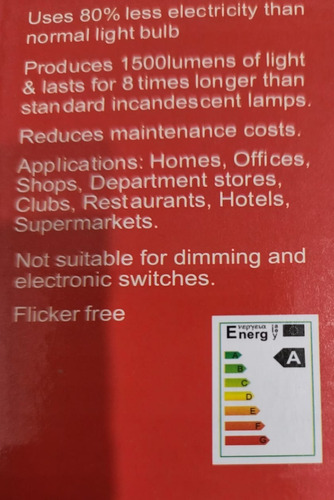 Uses 80% less electricity than
normal light bulb
Produces 1500lumens of light
& lasts for 8 times longer than
standard incandescent lamps.
Reduces maintenance costs.
Applications: Homes, Offices,
Shops, Department stores,
Clubs, Restaurants, Hotels,
Supermarkets.
Not suitable for dimming and
electronic switches.
Flicker free
Energ
A
A
B
C
D
E
F
G